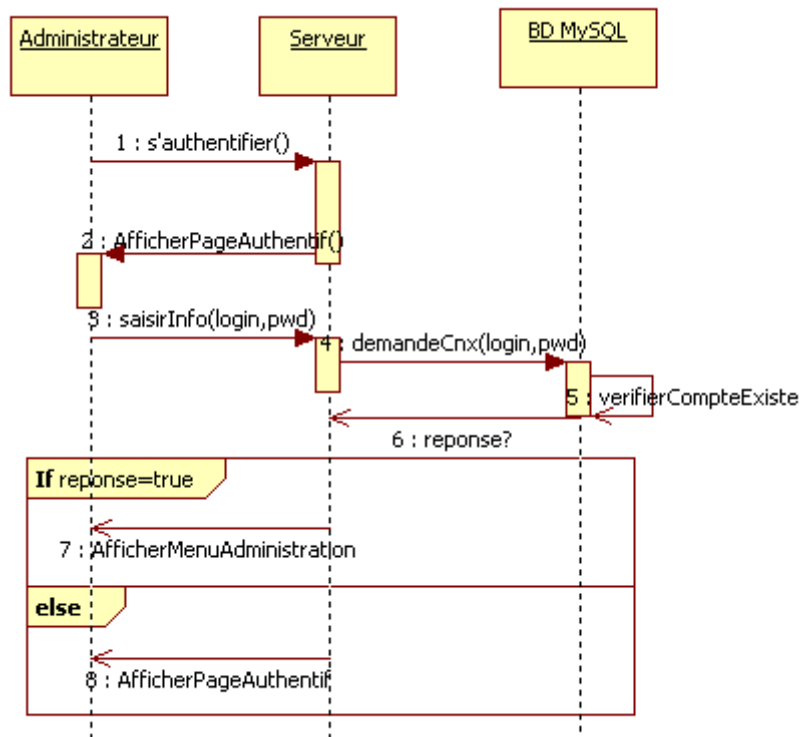 Administrateur
Serveur
BD MySQL
1 : s'authentifier()
2 : AfficherPageAuthentif()
3 : saisirInfo(login,pwd)
4 : demandeCnx(login,pwd)
5 : verifierCompteExiste
6 : reponse?
If reponse=true
7 : AfficherMenuAdministration
else
8 : AfficherPageAuthentif